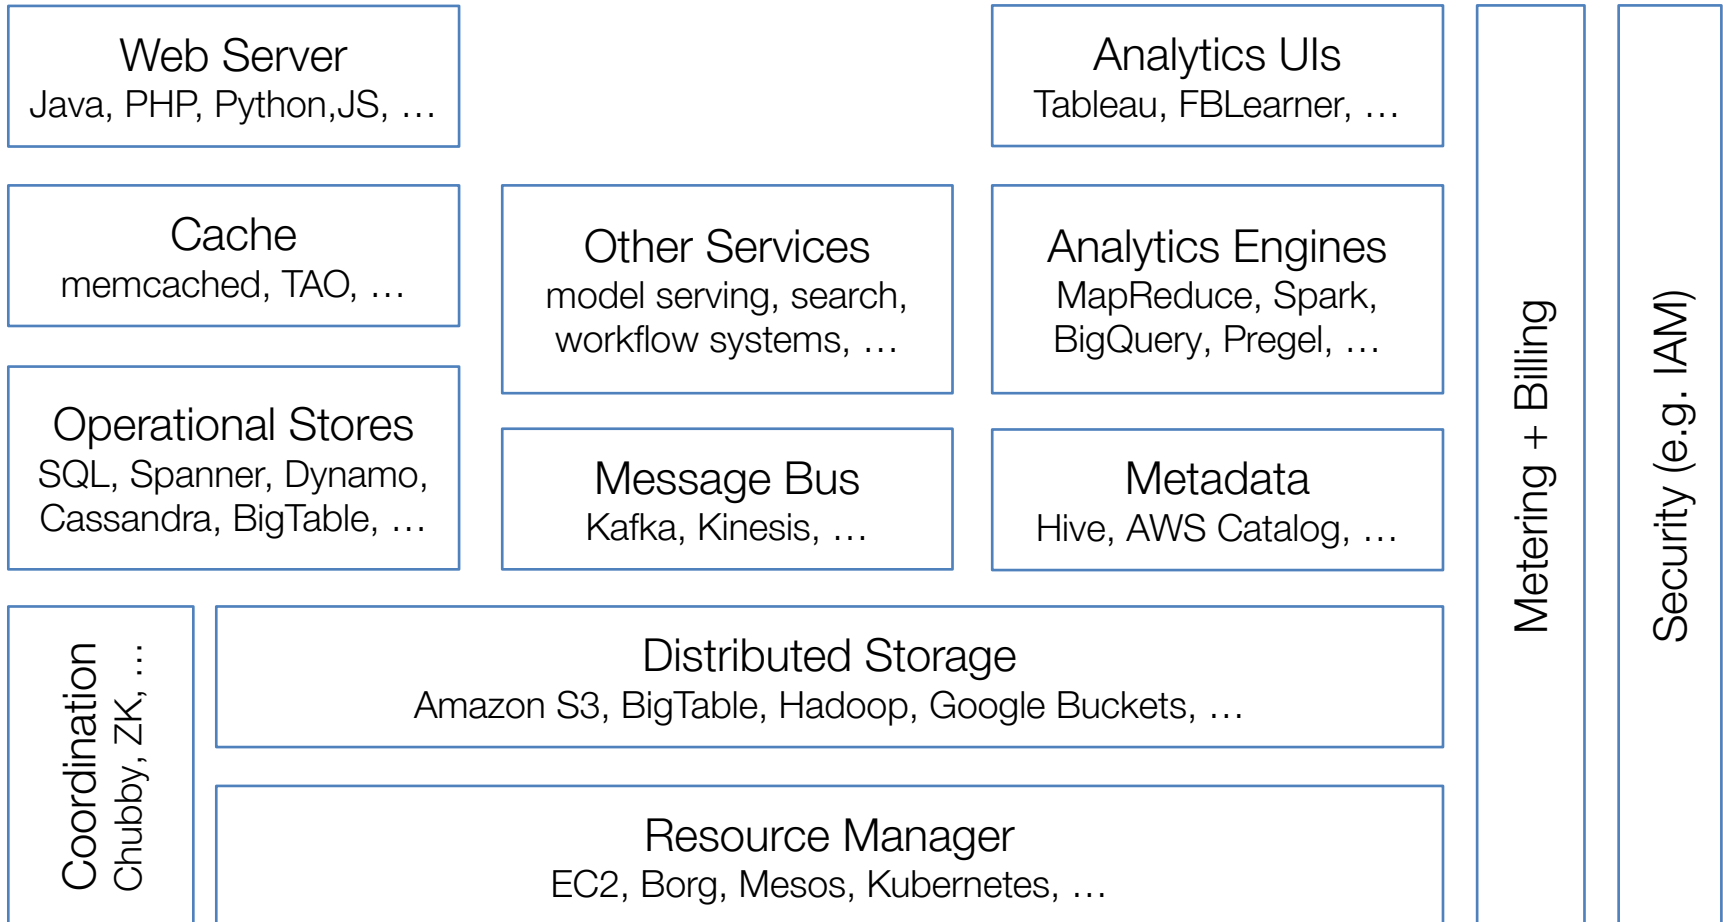 Web Server
Java, PHP, Python,JS, …
Analytics UIs
Tableau, FBLearner, …
Cache
memcached, TAO, …
Other Services
model serving, search,
workflow systems, …
Analytics Engines
MapReduce, Spark,
BigQuery, Pregel, …
Operational Stores
SQL, Spanner, Dynamo,
Cassandra, BigTable, …
Message Bus
Kafka, Kinesis, …
Metadata
Hive, AWS Catalog, …
Coordination
Chubby, ZK, …
Distributed Storage
Amazon S3, BigTable, Hadoop, Google Buckets, …
Resource Manager
EC2, Borg, Mesos, Kubernetes, …
Metering + Billing
Security (e.g. IAM)